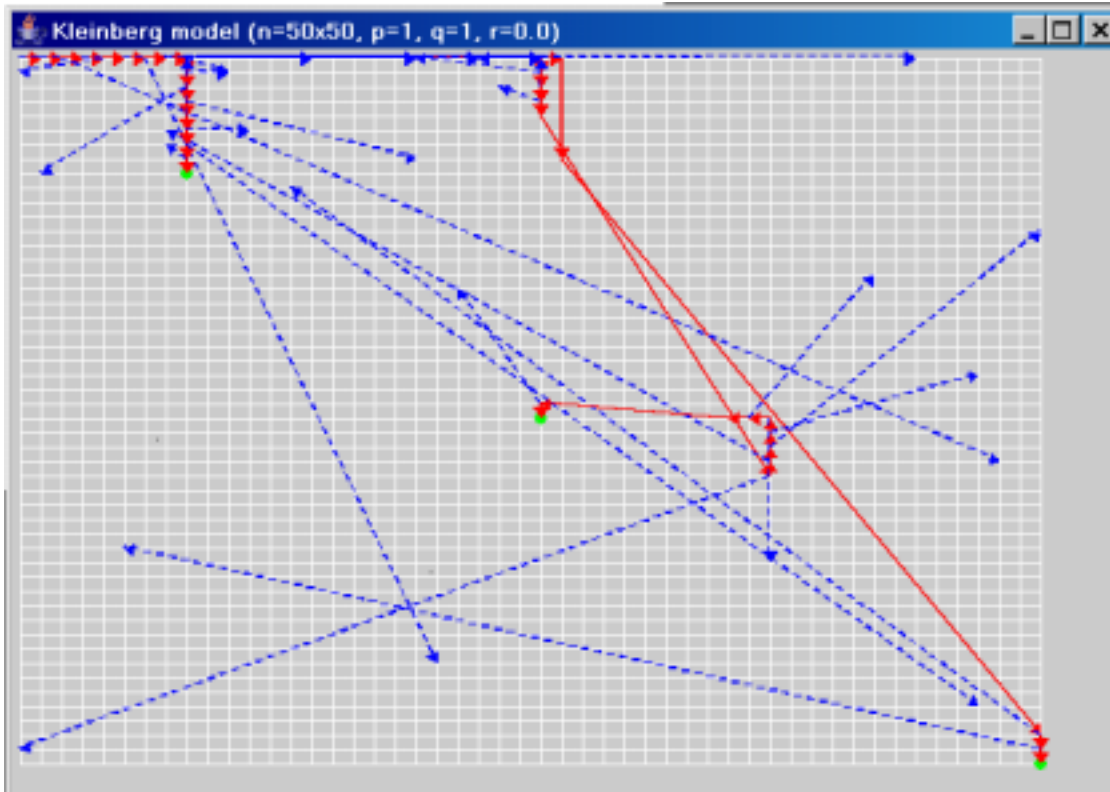 Kleinberg model (n=50x50, p=1, q=1, r=0.0)